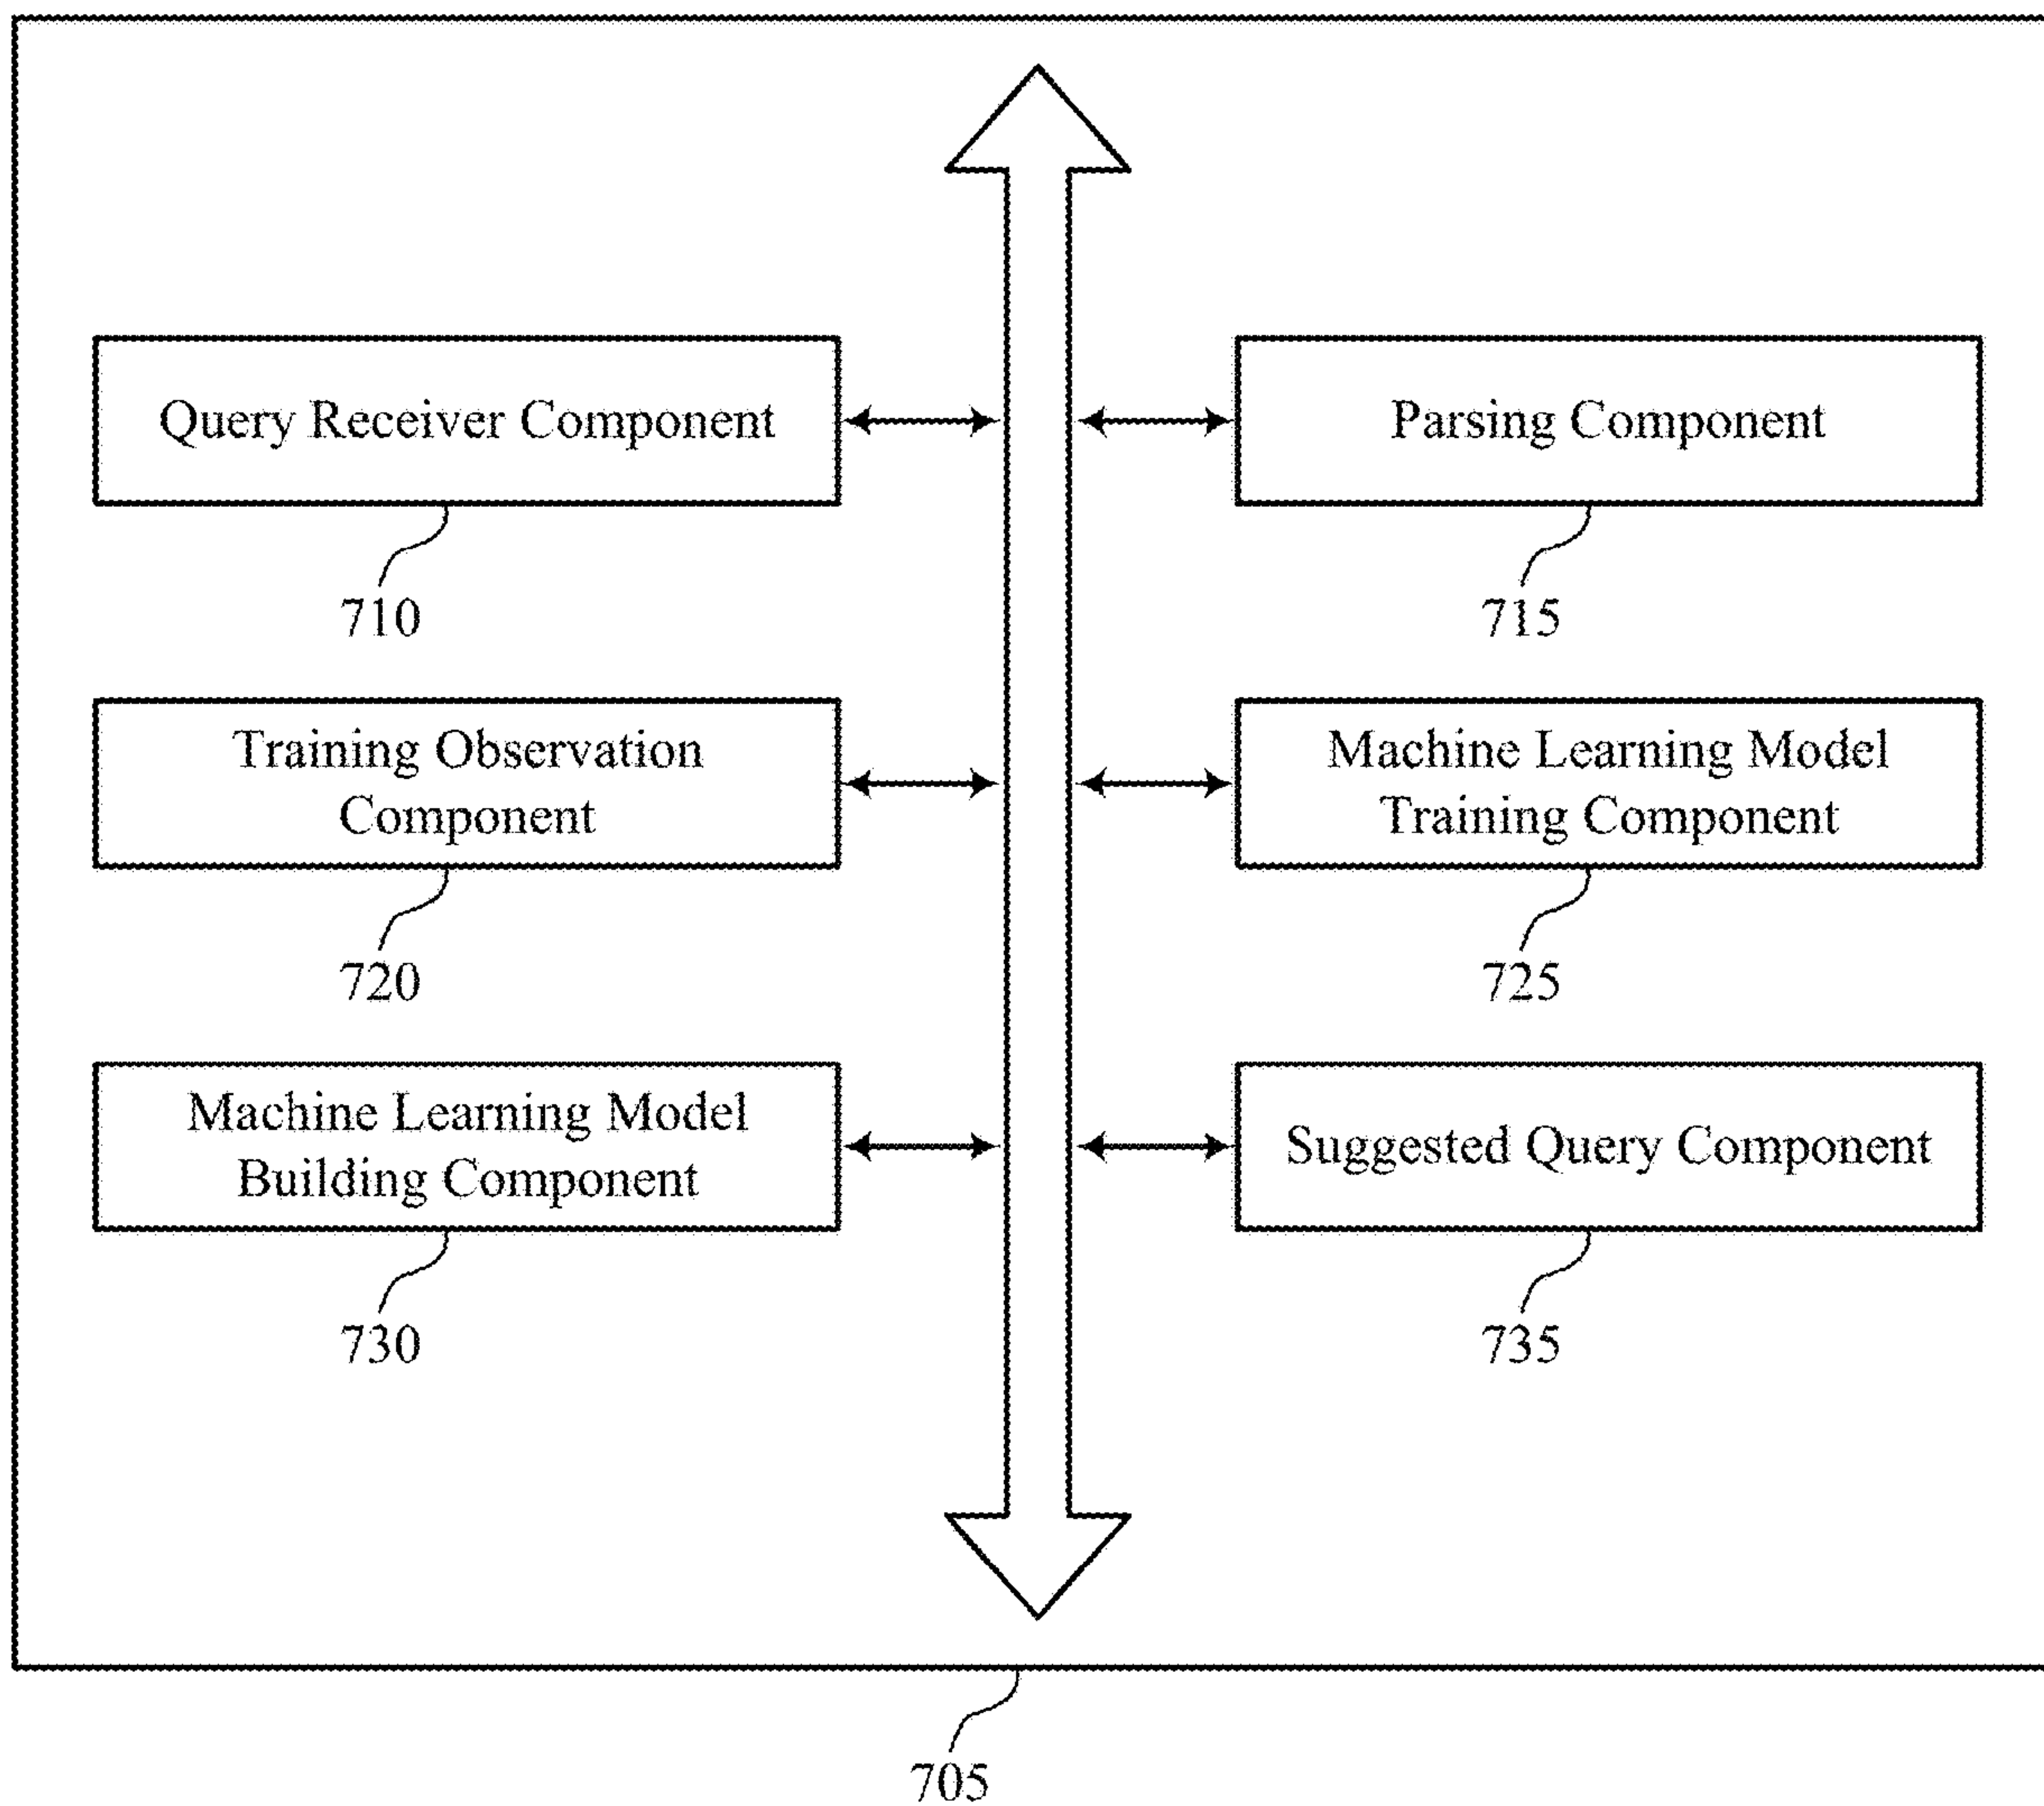 Query Receiver Component
Parsing Component
710
715
Training Observation
Component
Machine Learning Model
Training Component
720
725
Machine Learning Model
Building Component
Suggested Query Component
730
735
705